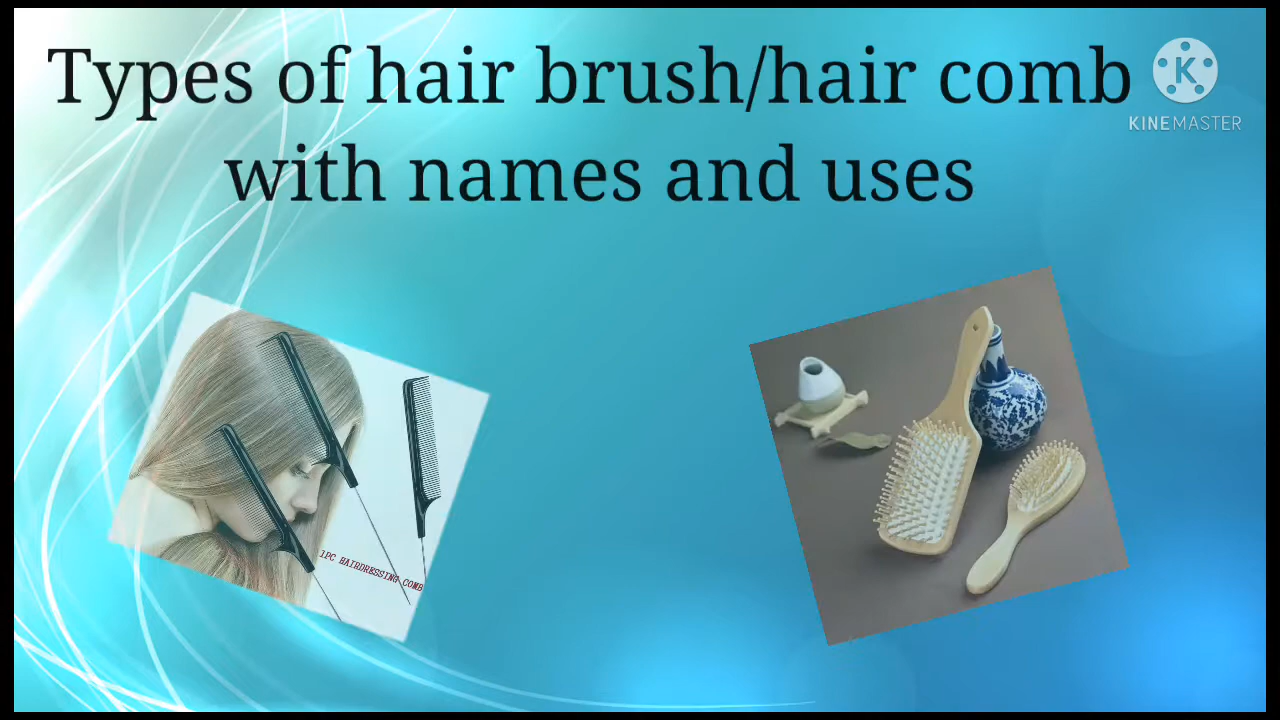 Types of hair brush/hair comb
with names and uses
K
KINEMASTER
1PC HAIRDRESSING COMB